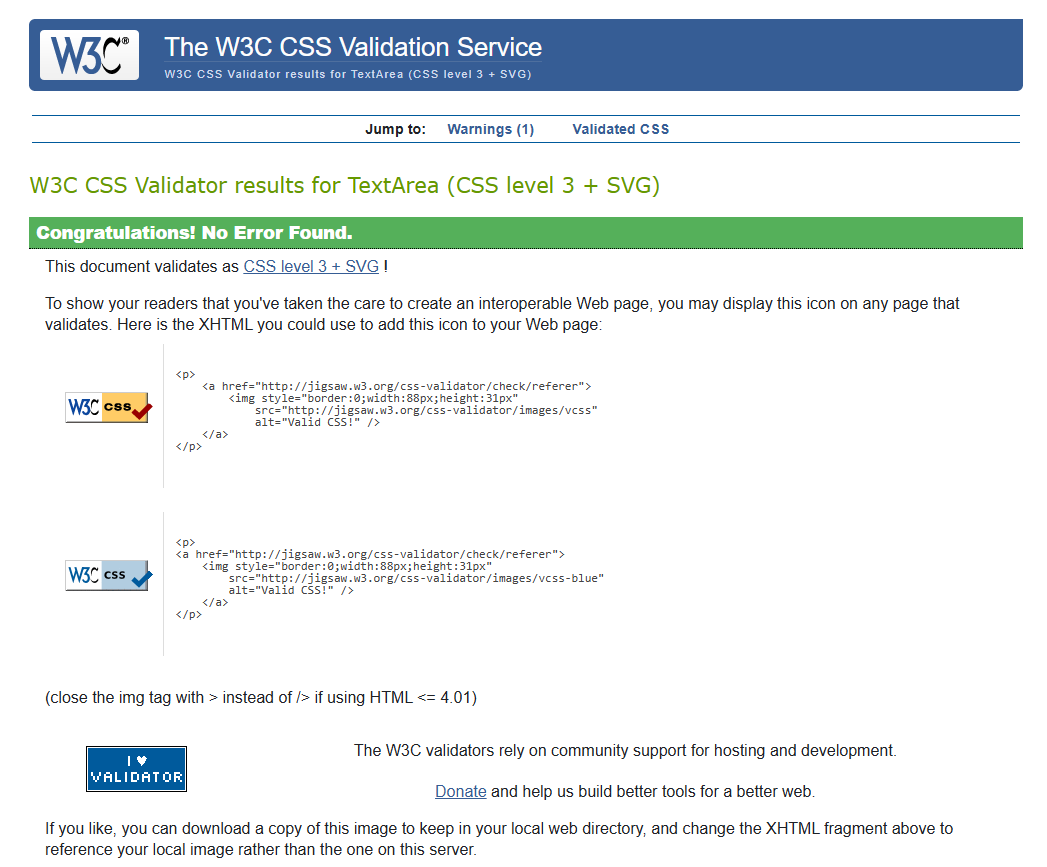 W3C®
The W3C CSS Validation Service
W3C CSS Validator results for TextArea (CSS level 3 + SVG)
Jump to: Warnings (1) Validated CSS
W3C CSS Validator results for TextArea (CSS level 3 + SVG)
Congratulations! No Error Found.
This document validates as CSS level 3 + SVG !
To show your readers that you've taken the care to create an interoperable Web page, you may display this icon on any page that
validates. Here is the XHTML you could use to add this icon to your Web page:
W3C css
<p>
    <a href="http://jigsaw.w3.org/css-validator/check/referer">
        <img style="border:0;width:88px;height:31px"
            src="http://jigsaw.w3.org/css-validator/images/vcss"
            alt="Valid CSS!" />
    </a>
</p>
W3C css
<p>
<a href="http://jigsaw.w3.org/css-validator/check/referer">
    <img style="border:0;width:88px;height:31px"
        src="http://jigsaw.w3.org/css-validator/images/vcss-blue"
        alt="Valid CSS!" />
    </a>
</p>
(close the img tag with > instead of /> if using HTML <= 4.01)
I ♥
VALIDATOR
The W3C validators rely on community support for hosting and development.
Donate and help us build better tools for a better web.
If you like, you can download a copy of this image to keep in your local web directory, and change the XHTML fragment above to
reference your local image rather than the one on this server.